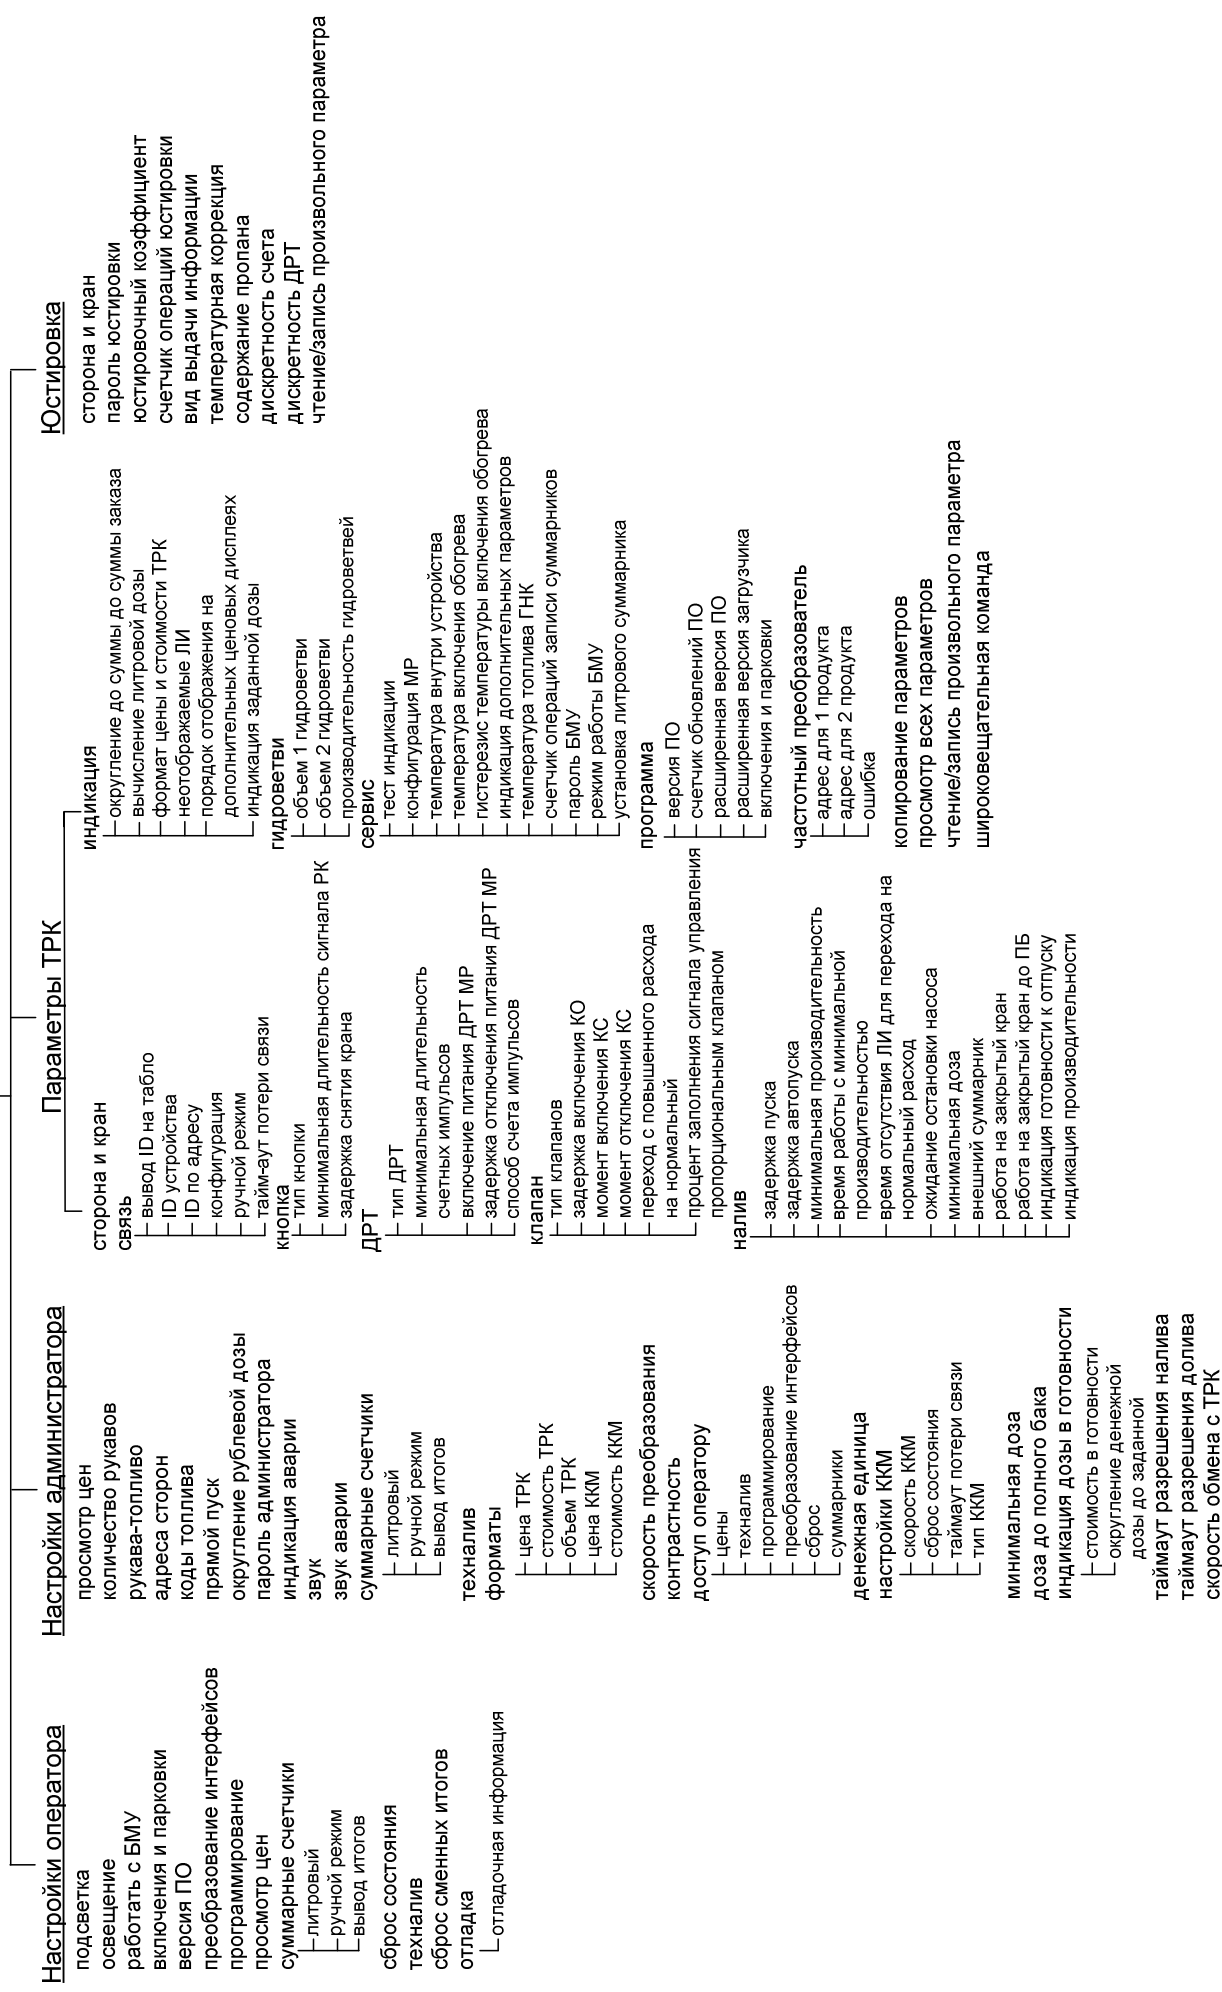 Настройки оператора
подсветка
освещение
работать с БМУ
включения и парковки
версия ПО
преобразование интерфейсов
программирование
просмотр цен
суммарные счетчики
литровый
ручной режим
вывод итогов
сброс состояния
техналив
сброс сменных итогов
отладка
отладочная информация
Настройки администратора
просмотр цен
количество рукавов
рукава-топливо
адреса сторон
коды топлива
прямой пуск
округление рублевой дозы
пароль администратора
индикация аварии
звук
звук аварии
суммарные счетчики
литровый
ручной режим
вывод итогов
техналив
форматы
цена ТРК
стоимость ТРК
объем ТРК
цена ККМ
стоимость ККМ
скорость преобразования
контрастность
доступ оператору
цены
техналив
программирование
преобразование интерфейсов
сброс
суммарники
денежная единица
настройки ККМ
скорость ККМ
сброс состояния
таймаут потери связи
тип ККМ
минимальная доза
доза до полного бака
индикация дозы в готовности
стоимость в готовности
округление денежной
дозы до заданной
таймаут разрешения налива
таймаут разрешения долива
скорость обмена с ТРК
Параметры ТРК
сторона и кран
связь
вывод ID на табло
ID устройства
ID по адресу
конфигурация
ручной режим
тайм-аут потери связи
кнопка
тип кнопки
минимальная длительность сигнала РК
задержка снятия крана
ДРТ
тип ДРТ
минимальная длительность
счетных импульсов
включение питания ДРТ МР
задержка отключения питания ДРТ МР
способ счета импульсов
клапан
тип клапанов
задержка включения КО
момент включения КС
момент отключения КС
переход с повышенного расхода
на нормальный
процент заполнения сигнала управления
пропорциональным клапаном
налив
задержка пуска
задержка автопуска
минимальная производительность
время работы с минимальной
производительностью
время отсутствия ЛИ для перехода на
нормальный расход
ожидание остановки насоса
минимальная доза
внешний суммарник
работа на закрытый кран
работа на закрытый кран до ПБ
индикация готовности к отпуску
индикация производительности
индикация
округление до суммы до суммы заказа
вычисление литровой дозы
формат цены и стоимости ТРК
неотображаемые ЛИ
порядок отображения на
дополнительных ценовых дисплеях
индикация заданной дозы
гидроветви
объем 1 гидроветви
объем 2 гидроветви
производительность гидроветвей
сервис
тест индикации
конфигурация МР
температура внутри устройства
температура включения обогрева
гистерезис температуры включения обогрева
индикация дополнительных параметров
температура топлива ГНК
счетчик операций записи суммарников
пароль БМУ
режим работы БМУ
установка литрового суммарника
программа
версия ПО
счетчик обновлений ПО
расширенная версия ПО
расширенная версия загрузчика
включения и парковки
частотный преобразователь
адрес для 1 продукта
адрес для 2 продукта
ошибка
копирование параметров
просмотр всех параметров
чтение/запись произвольного параметра
широковещательная команда
Юстировка
сторона и кран
пароль юстировки
юстировочный коэффициент
счетчик операций юстировки
вид выдачи информации
температурная коррекция
содержание пропана
дискретность счета
дискретность ДРТ
чтение/запись произвольного параметра